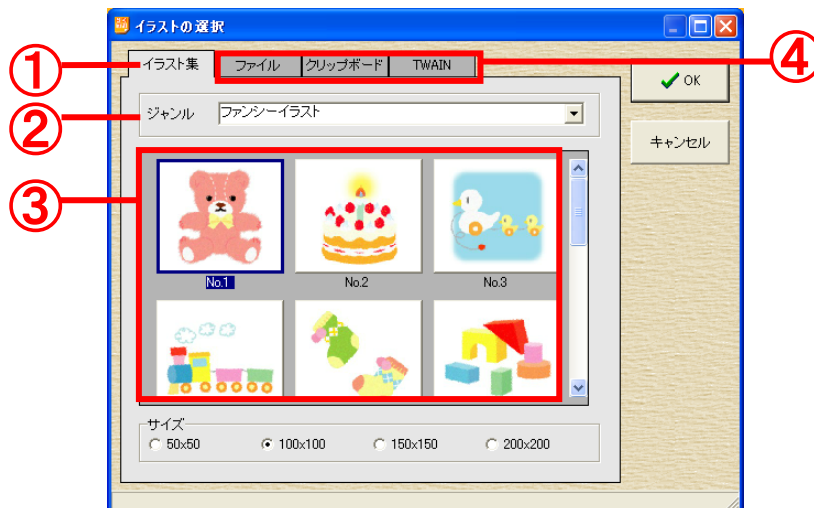 イラストの選択
① イラスト集 ファイル クリップボード TWAIN ④
OK
② ジャンル ファンシーイラスト
キャンセル
③
No.1 No.2 No.3
サイズ
50x50 100x100 150x150 200x200